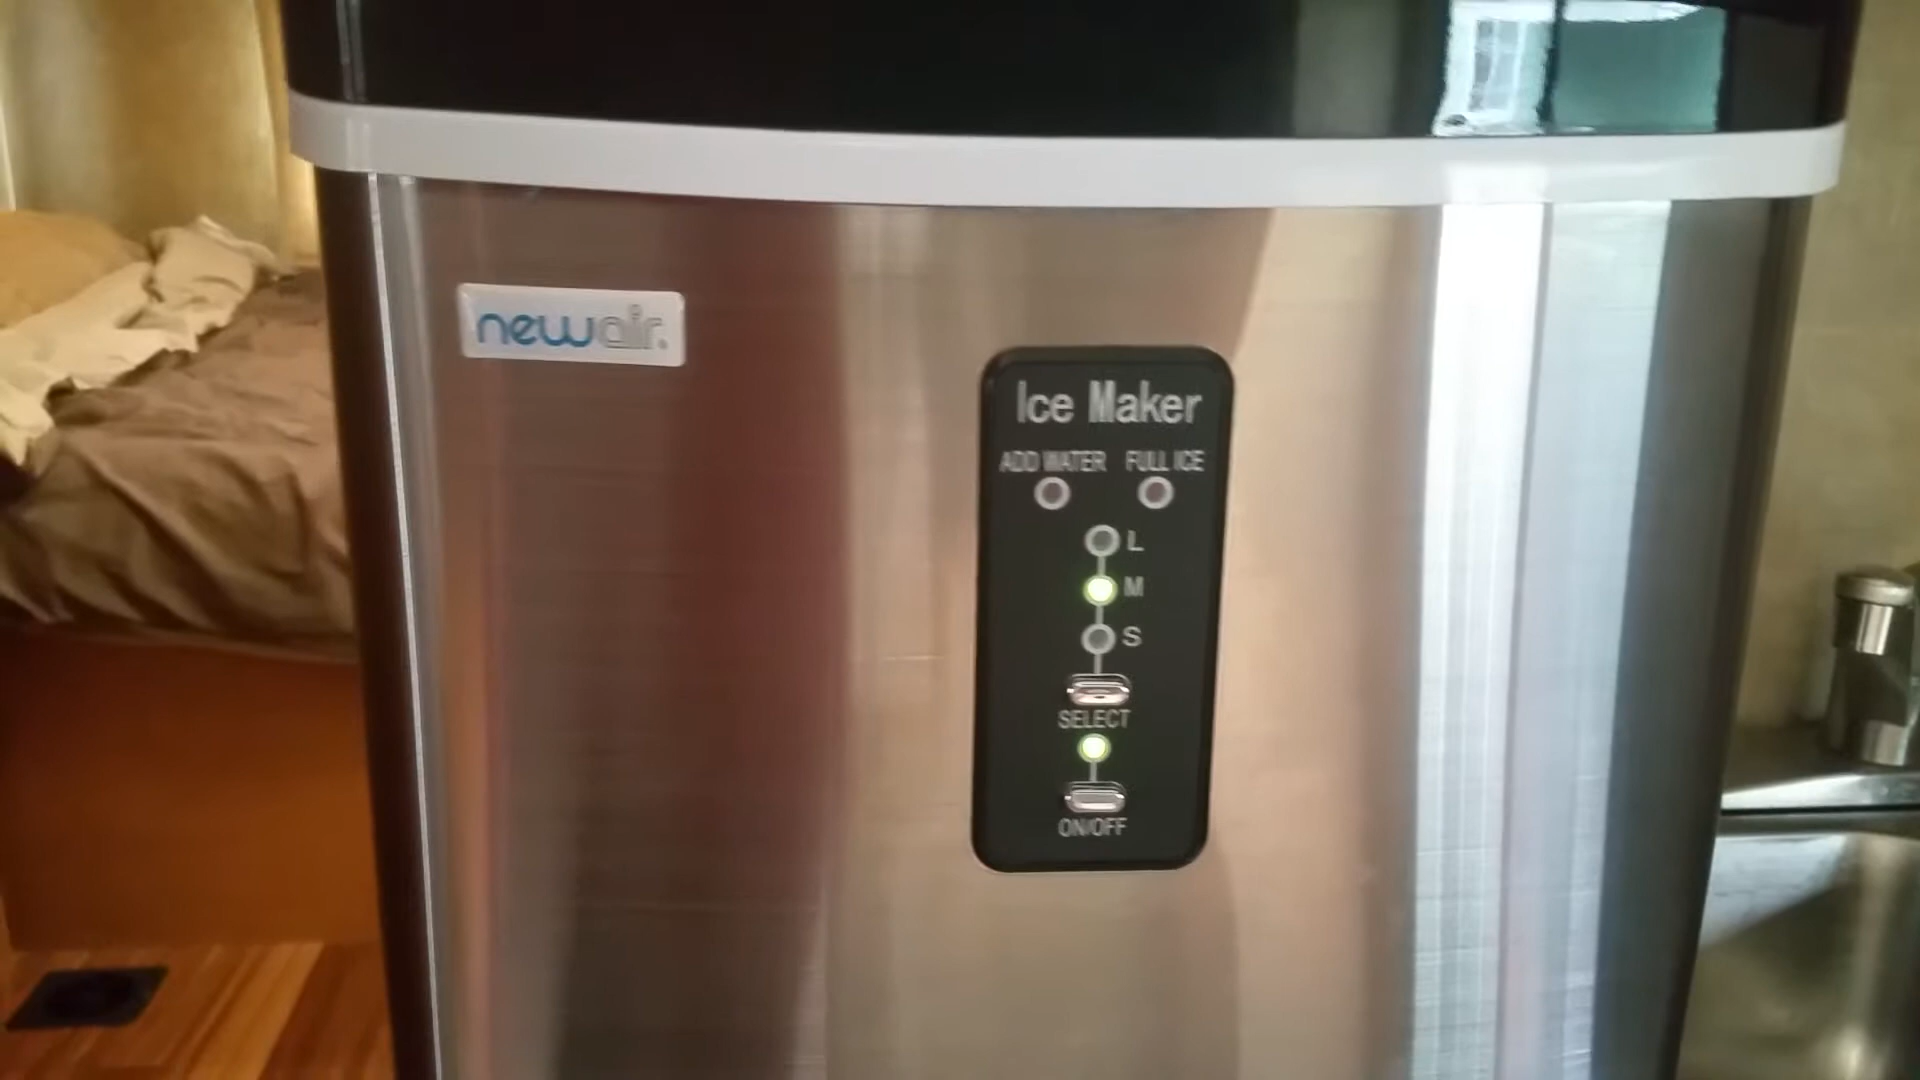 newair.
Ice Maker
ADD WATER FULL ICE
L
M
S
SELECT
ON/OFF